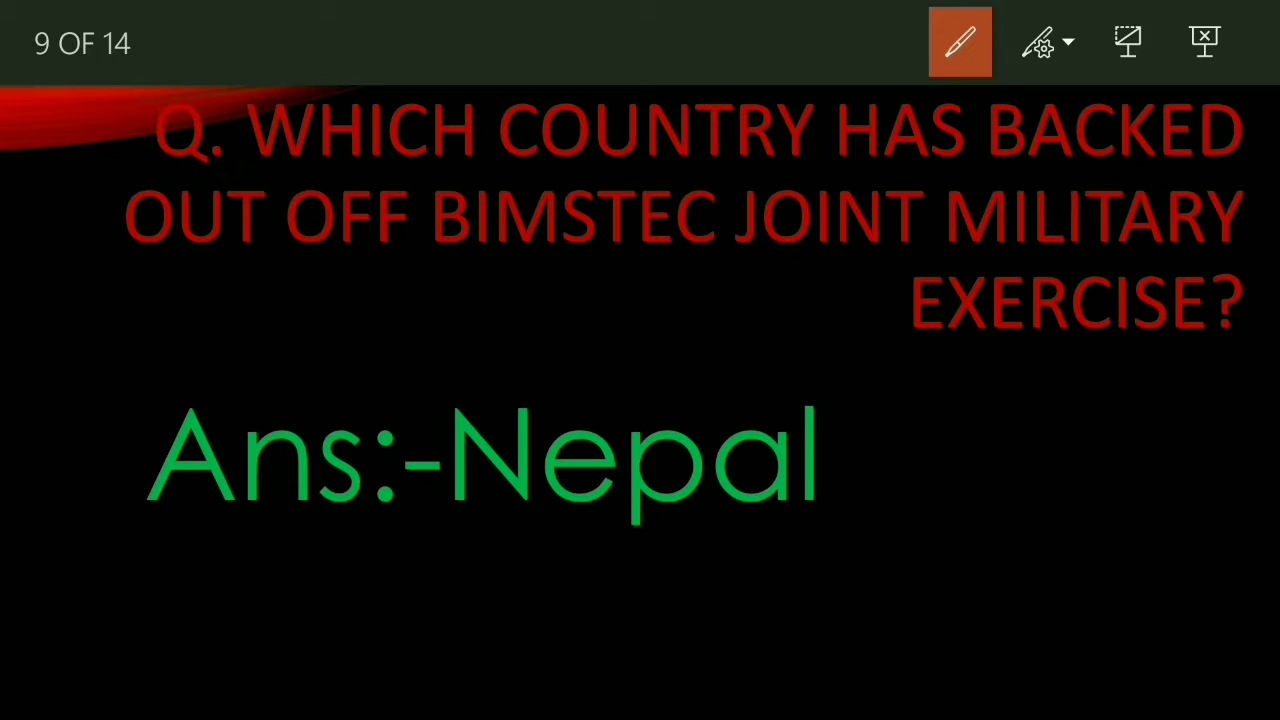 9 OF 14
Q. WHICH COUNTRY HAS BACKED
OUT OFF BIMSTEC JOINT MILITARY
EXERCISE?
Ans:-Nepal